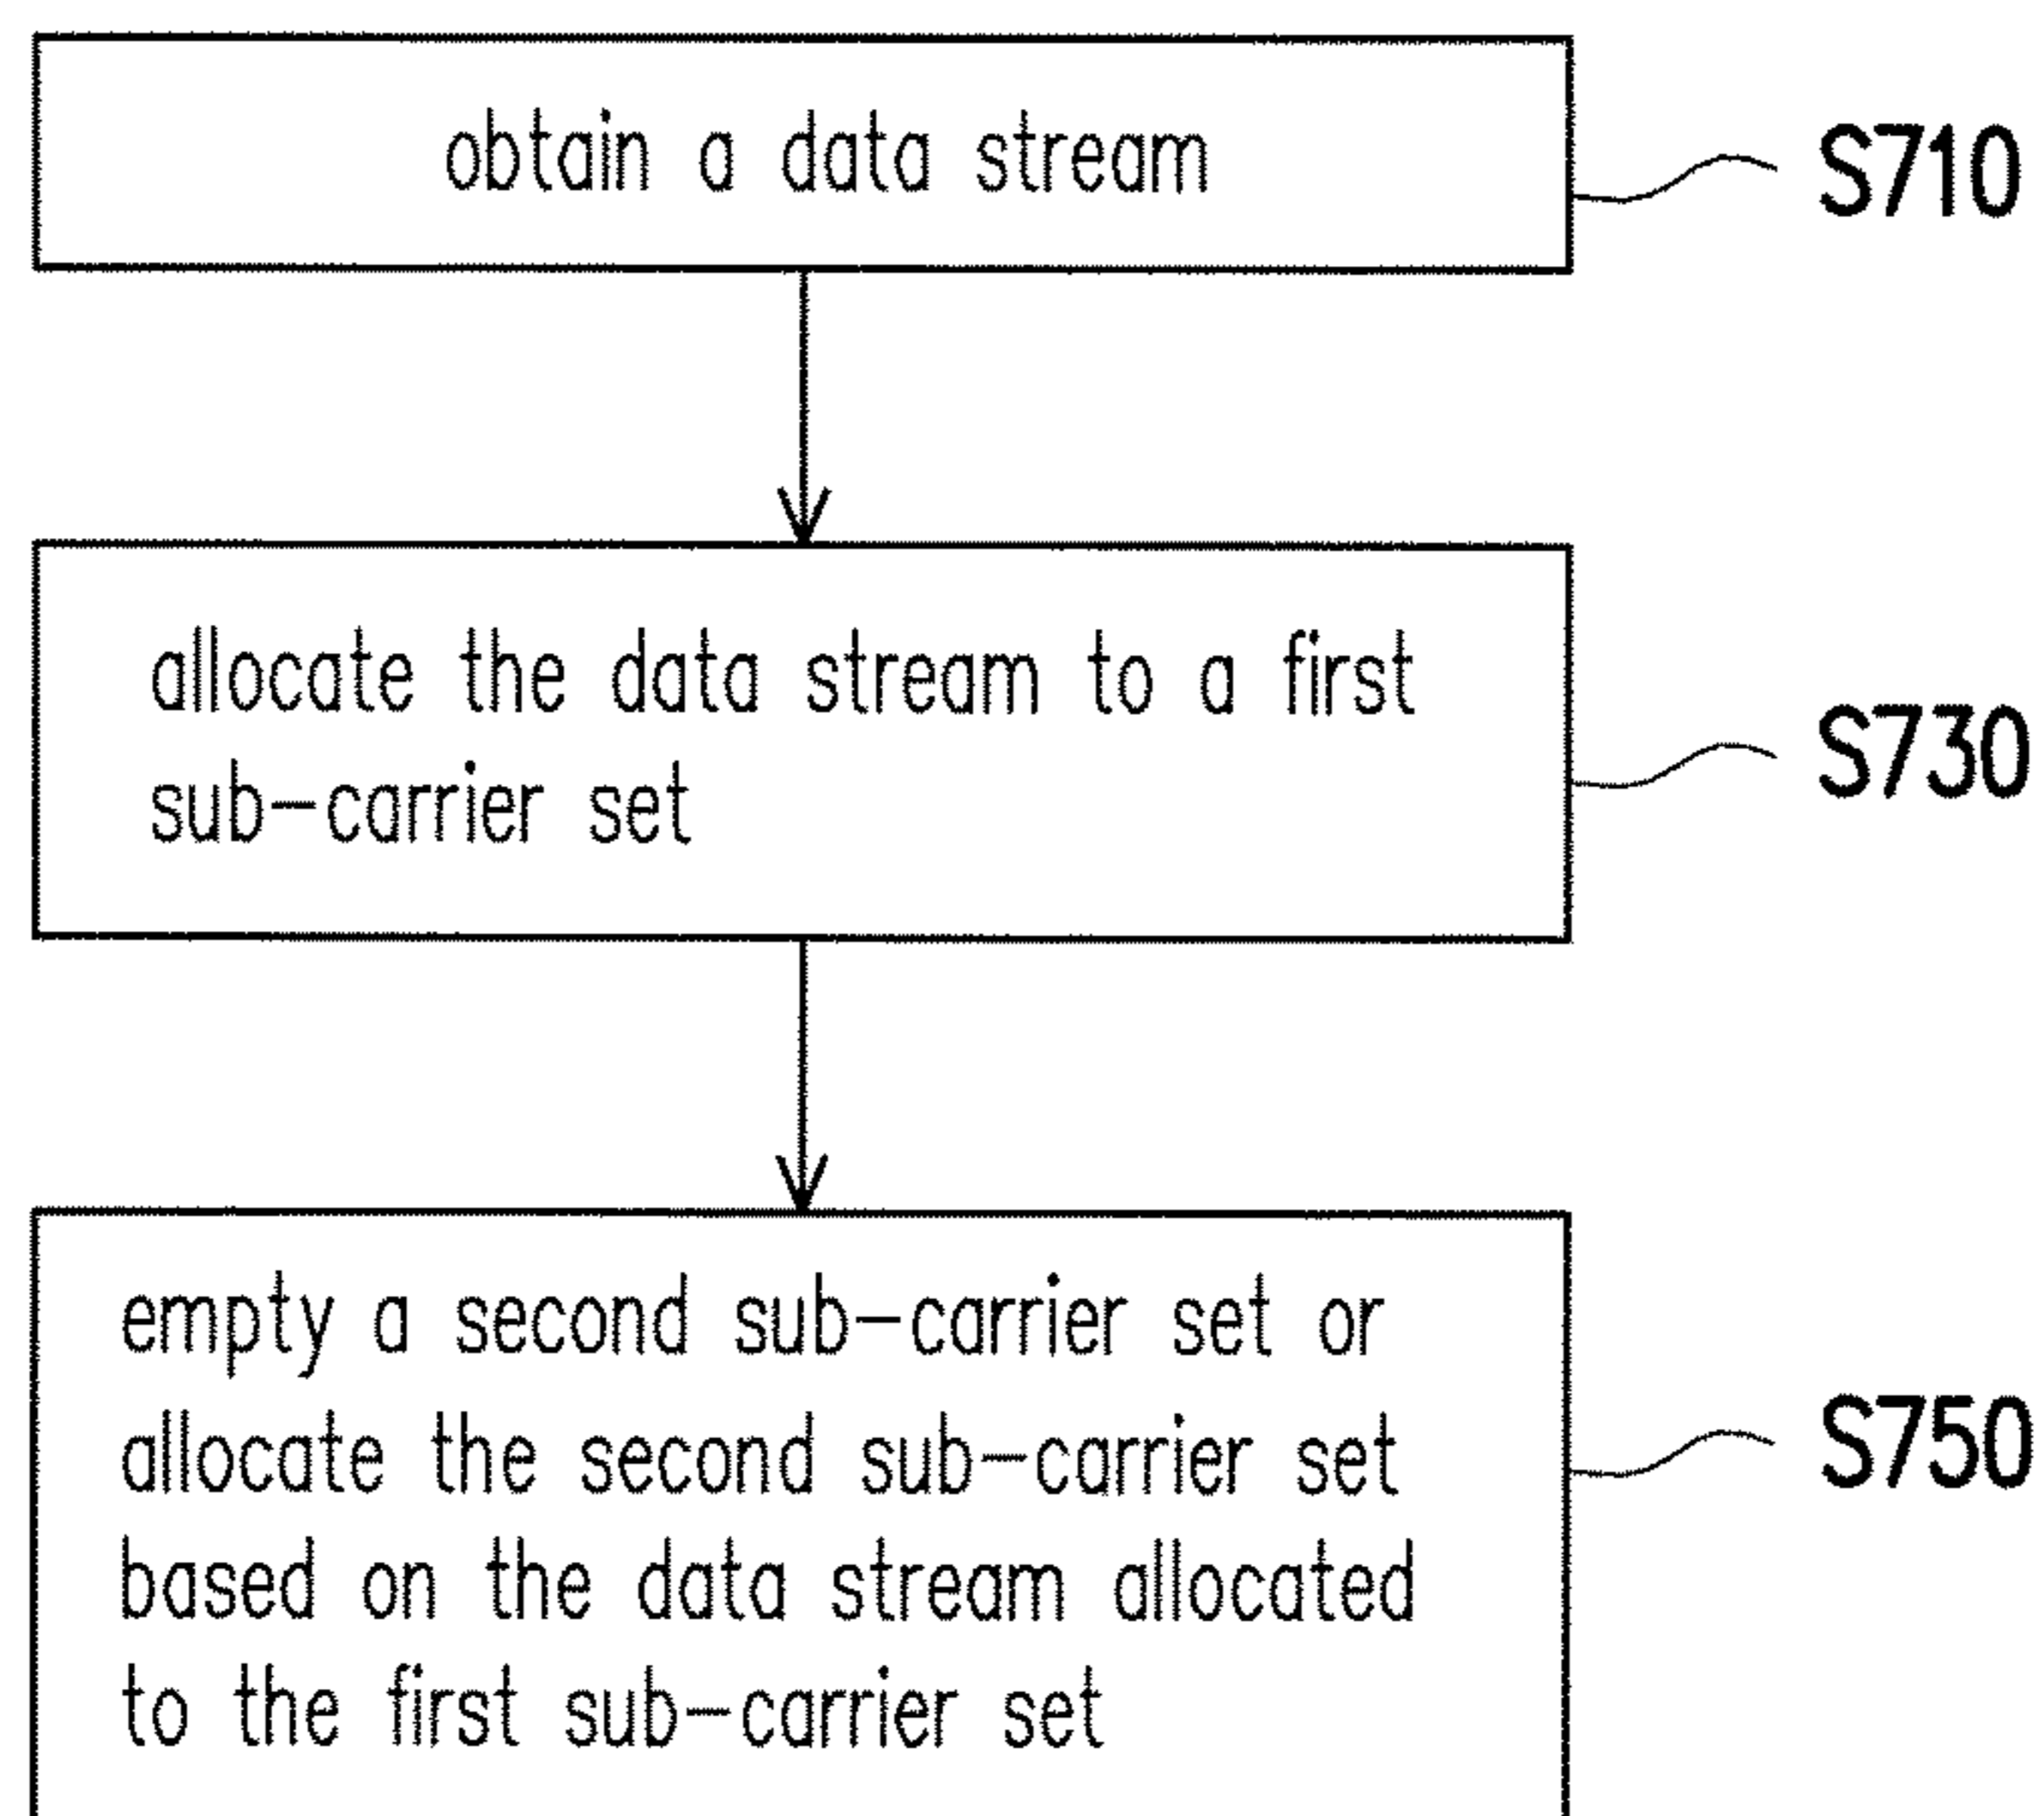 obtain a data stream
S710
allocate the data stream to a first
sub-carrier set
S730
empty a second sub-carrier set or
allocate the second sub-carrier set
based on the data stream allocated
to the first sub-carrier set
S750